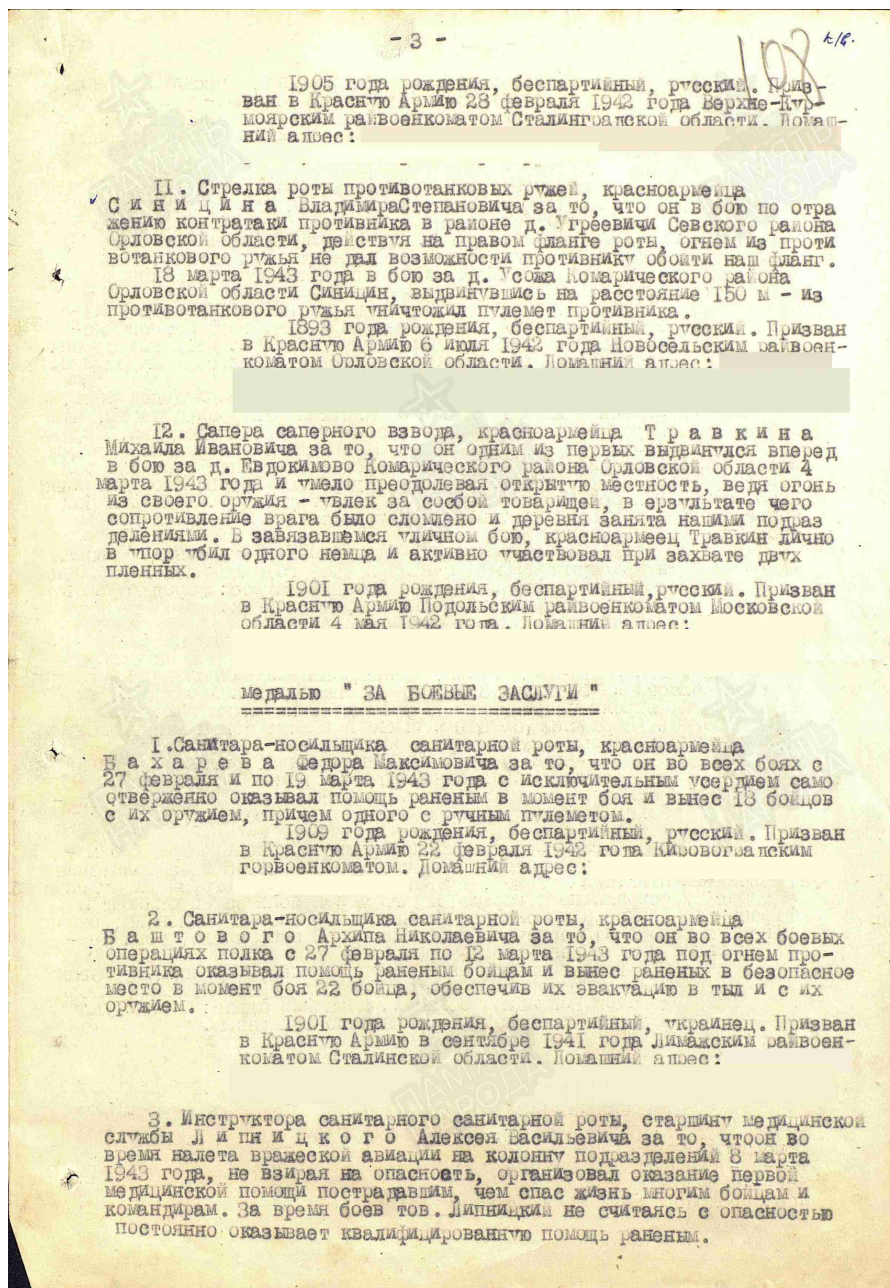 - 3 -
108
1905 года рождения, беспартийный, русский. Приз-
ван в Красную Армию 28 февраля 1942 года Верхне-Кур-
моярским райвоенкоматом Сталинградской области. Домаш-
ний адрес:
II. Стрелка роты противотанковых ружей, красноармейца
С и н и ц и н а ВладимираСтепановича за то, что он в бою по отра
жению контратаки противника в районе д. Угреевичи Севского района
Орловской области, действуя на правом фланге роты, огнем из проти
вотанкового ружья не дал возможности противнику обойти наш фланг.
18 марта 1943 года в бою за д. Усожа Комарического района
Орловской области Синицин, выдвинувшись на расстояние 150 м - из
противотанкового ружья уничтожил пулемет противника.
1893 года рождения, беспартийный, русский. Призван
в Красную Армию 6 июля 1942 года Новосельским райвоен-
коматом Орловской области. Домашний адрес:
12. Сапера саперного взвода, красноармейца Т р а в к и н а
Михаила Ивановича за то, что он одним из первых выдвинулся вперед
в бою за д. Евдокимово Комарического района Орловской области 4
марта 1943 года и умело преодолевая открытую местность, ведя огонь
из своего оружия - увлек за сосбой товарищей, в ерзультате чего
сопротивление врага было сломлено и деревня занята нашими подраз
делениями. В завязавшемся уличном бою, красноармеец Травкин лично
в упор убил одного немца и активно участвовал при захвате двух
пленных.
1901 года рождения, беспартийный,русский. Призван
в Красную Армию Подольским райвоенкоматом Московской
области 4 мая 1942 года. Домашний адрес:
медалью " ЗА БОЕВЫЕ ЗАСЛУГИ "
I.Санитара-носильщика санитарной роты, красноармейца
Б а х а р е в а Федора Максимовича за то, что он во всех боях с
27 февраля и по 19 марта 1943 года с исключительным усердием само
отверженно оказывал помощь раненым в момент боя и вынес 18 бойцов
с их оружием, причем одного с ручным пулеметом.
1909 года рождения, беспартийный, русский. Призван
в Красную Армию 22 февраля 1942 года Кировоградским
горвоенкоматом. Домашний адрес:
2. Санитара-носильщика санитарной роты, красноармейца
Б а ш т о в о г о Архипа Николаевича за то, что он во всех боевых
операциях полка с 27 февраля по 12 марта 1943 года под огнем про-
тивника оказывал помощь раненым бойцам и вынес раненых в безопасное
место в момент боя 22 бойца, обеспечив их эвакуацию в тыл и с их
оружием.
1901 года рождения, беспартийный, украинец. Призван
в Красную Армию в сентябре 1941 года Лиманским райвоен-
коматом Сталинской области. Домашний адрес:
3. Инструктора санитарного санитарной роты, старшину медицинской
службы Л и п н и ц к о г о Алексея Васильевича за то, чтоон во
время налета вражеской авиации на колонну подразделений 8 марта
1943 года, не взирая на опасность, организовал оказание первой
медицинской помощи пострадавшим, чем спас жизнь многим бойцам и
командирам. За время боев тов. Липницкий не считаясь с опасностью
постоянно оказывает квалифицированную помощь раненым.